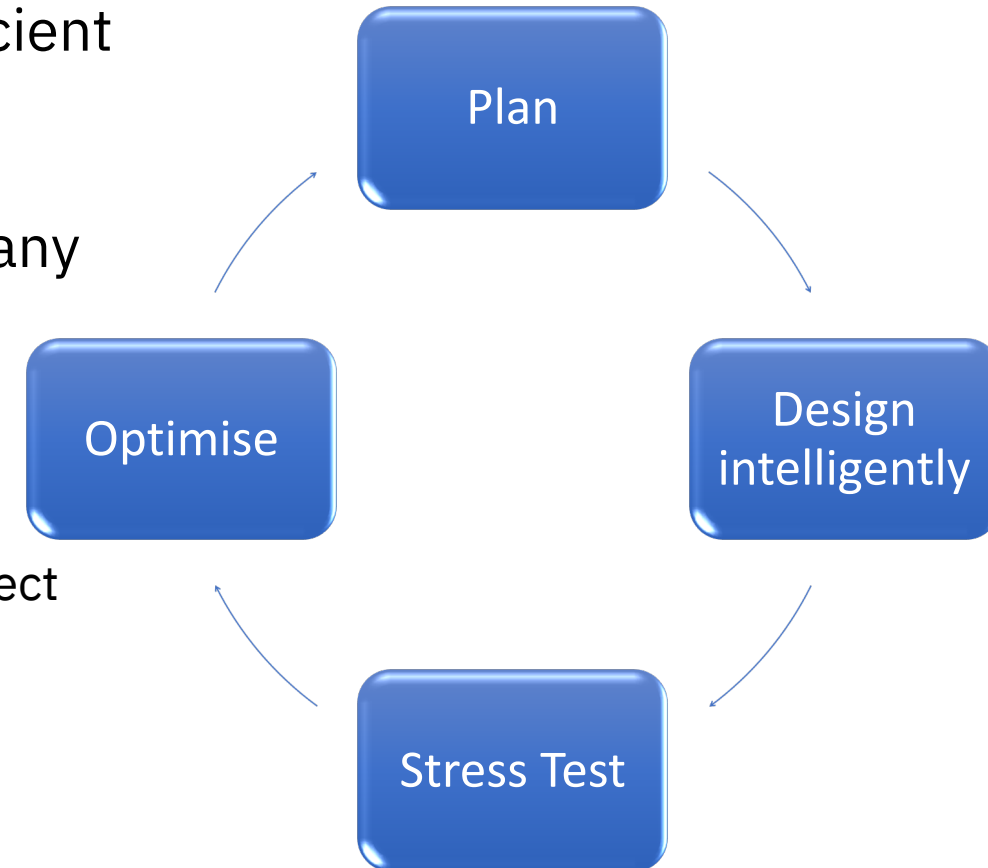 cient
Plan
any
Optimise
Design
intelligently
ect
Stress Test